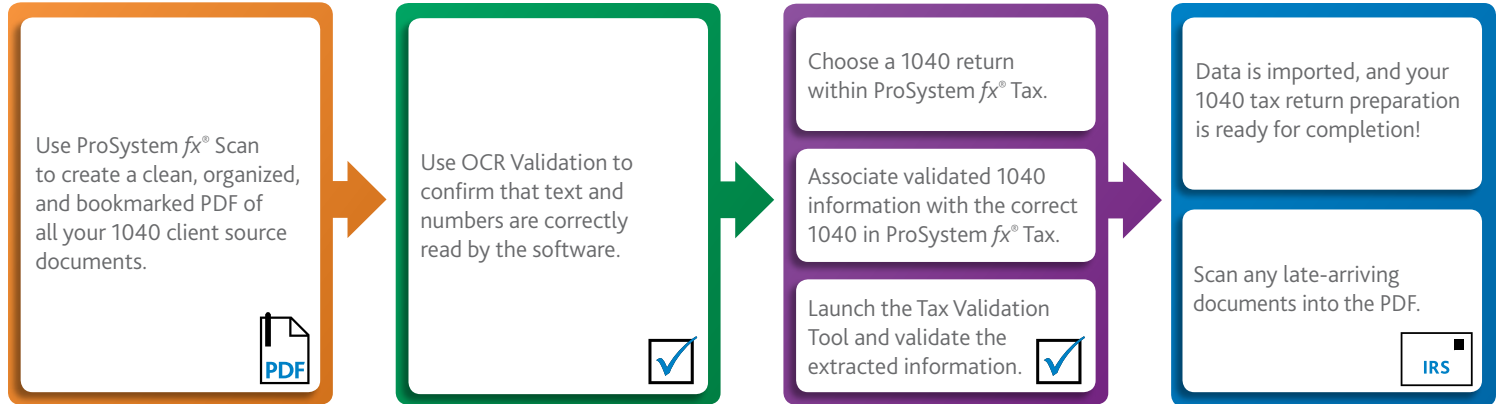 Use ProSystem fx® Scan
to create a clean, organized,
and bookmarked PDF of
all your 1040 client source
documents.
PDF
Use OCR Validation to
confirm that text and
numbers are correctly
read by the software.
Choose a 1040 return
within ProSystem fx® Tax.
Associate validated 1040
information with the correct
1040 in ProSystem fx® Tax.
Launch the Tax Validation
Tool and validate the
extracted information.
Data is imported, and your
1040 tax return preparation
is ready for completion!
Scan any late-arriving
documents into the PDF.
IRS